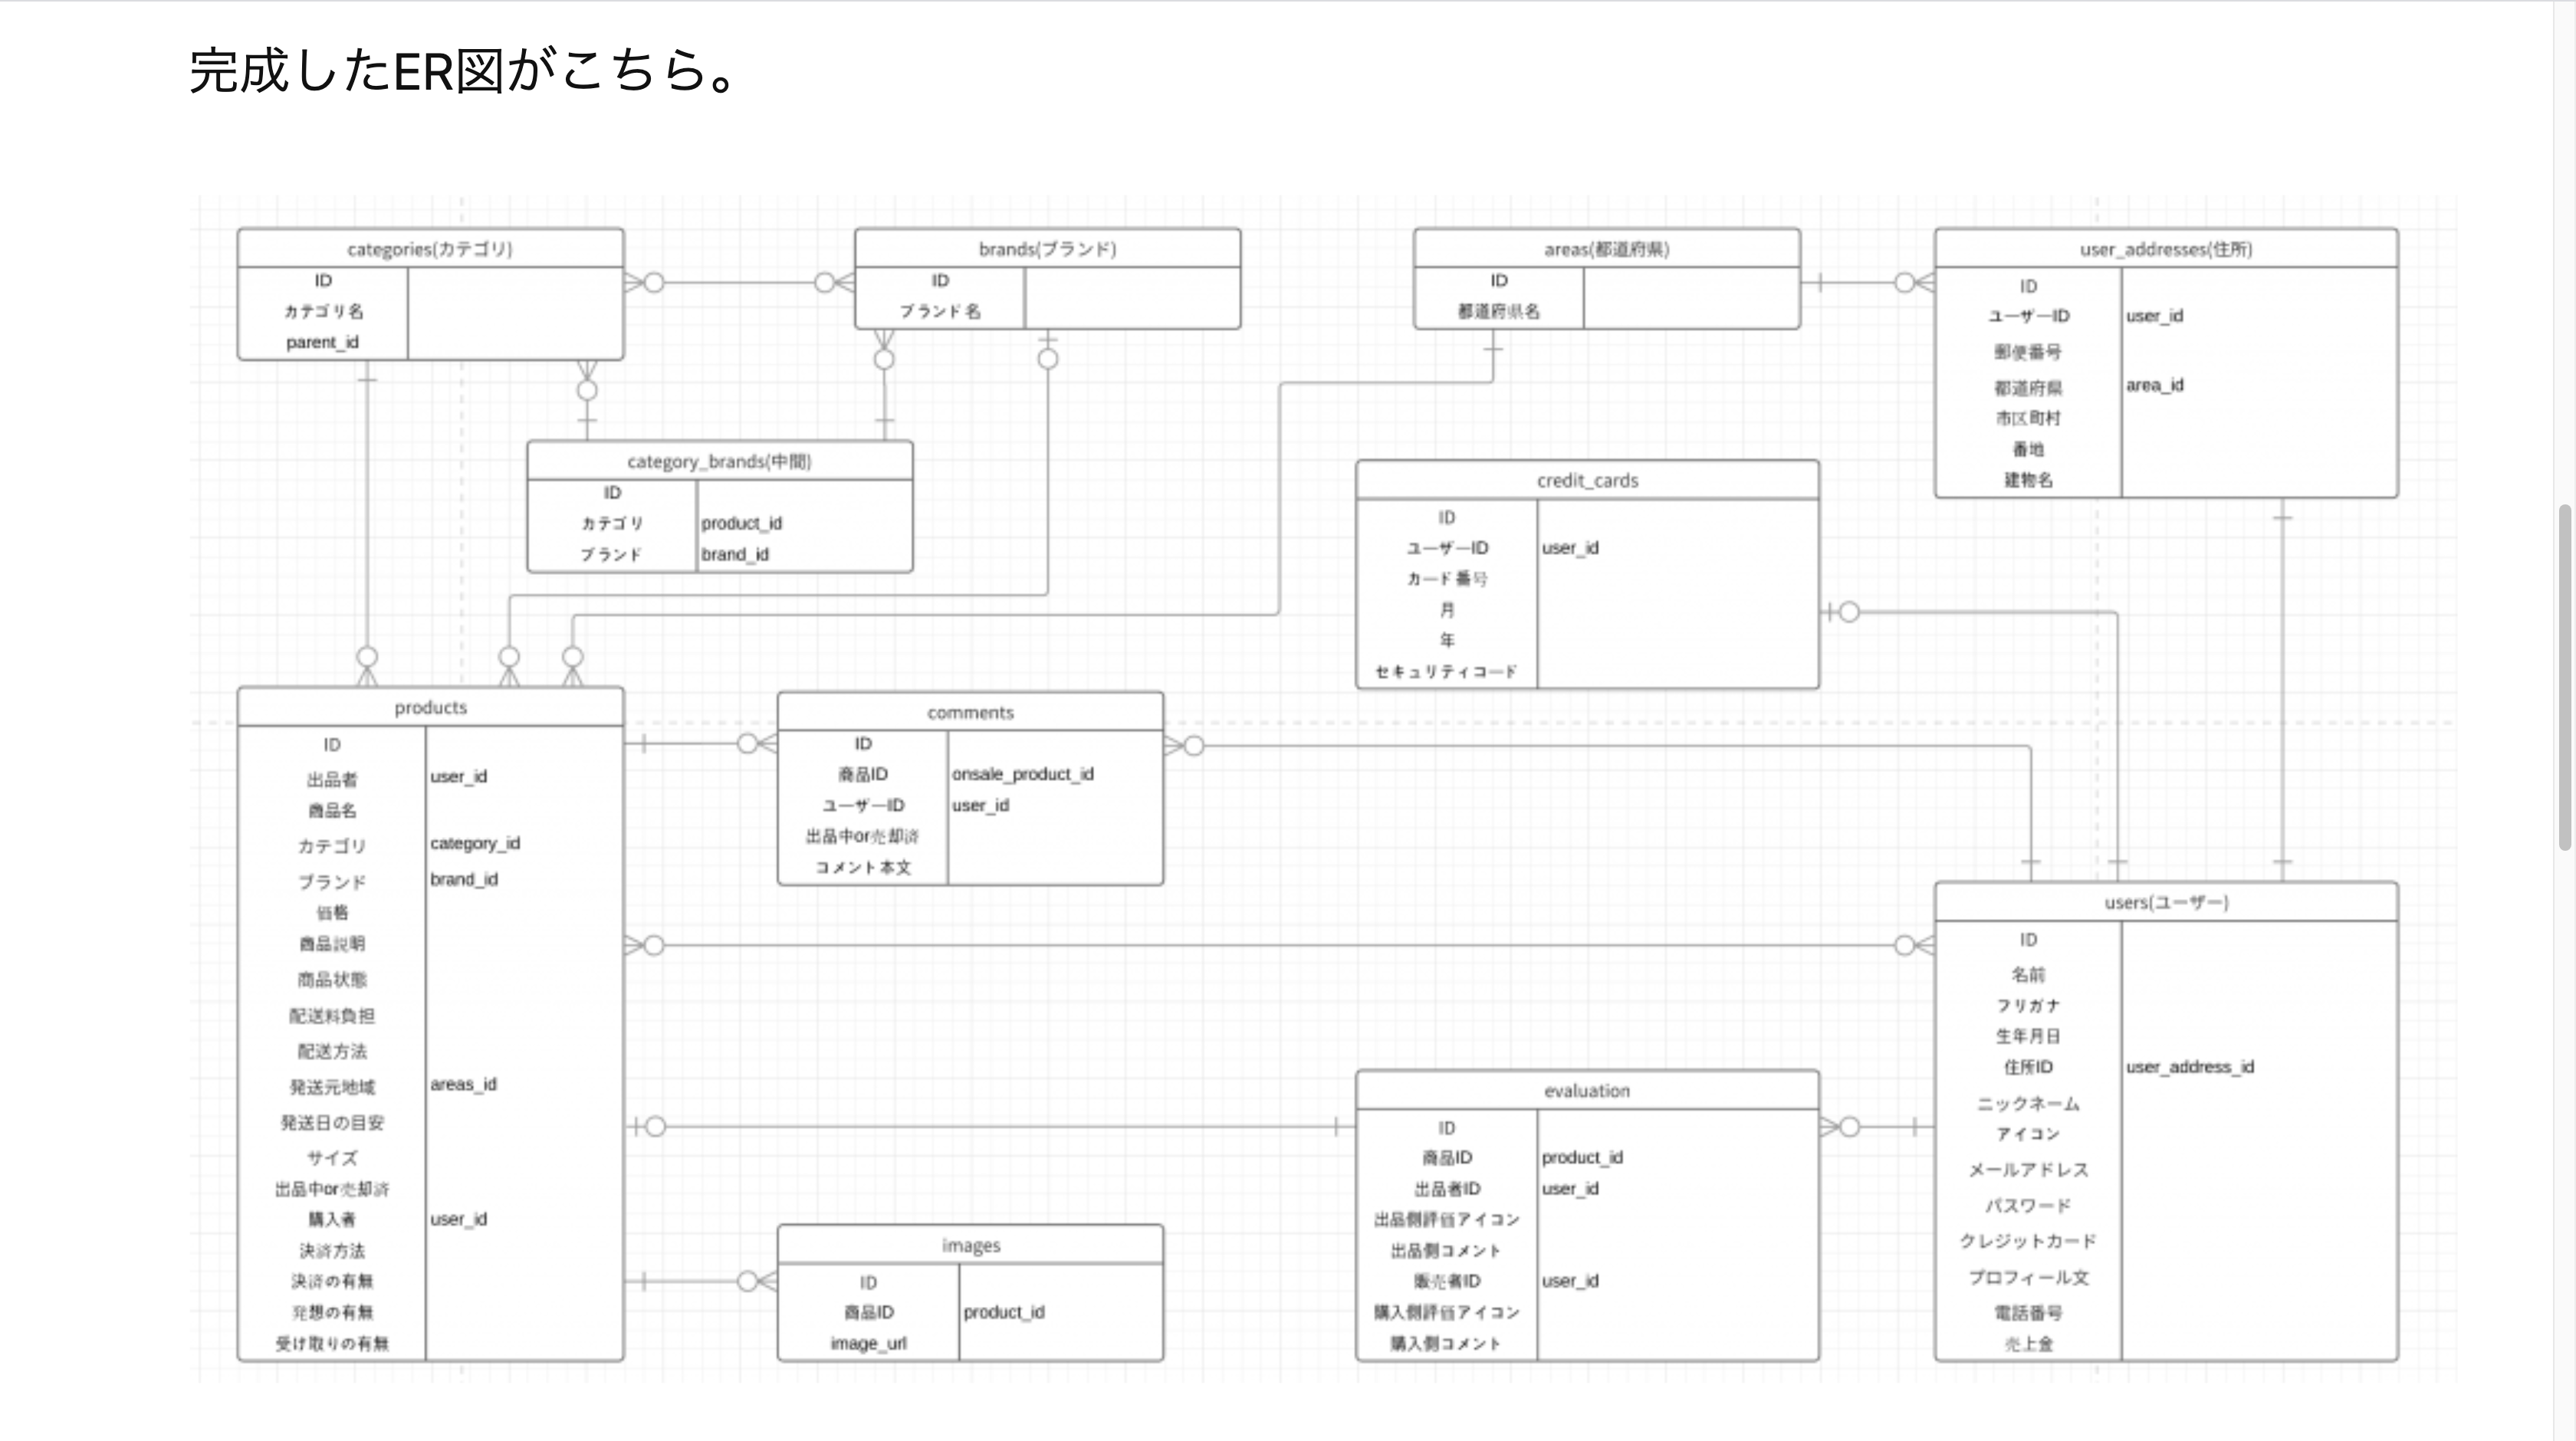 完成したER図がこちら。
categories(カテゴリ)
ID
カテゴリ名
parent_id
brands(ブランド)
ID
ブランド名
areas(都道府県)
ID
都道府県名
user_addresses(住所)
ID
ユーザーID user_id
郵便番号
都道府県 area_id
市区町村
番地
建物名
category_brands(中間)
ID
カテゴリ product_id
ブランド brand_id
credit_cards
ID
ユーザーID user_id
カード番号
月
年
セキュリティコード
products
ID
出品者 user_id
商品名
カテゴリ category_id
ブランド brand_id
価格
商品説明
商品状態
配送料負担
配送方法
発送元地域 areas_id
発送日の目安
サイズ
出品中or売却済
購入者 user_id
決済方法
決済の有無
発想の有無
受け取りの有無
comments
ID
商品ID onsale_product_id
ユーザーID user_id
出品中or売却済
コメント本文
users(ユーザー)
ID
名前
フリガナ
生年月日
住所ID user_address_id
ニックネーム
アイコン
メールアドレス
パスワード
クレジットカード
プロフィール文
電話番号
売上金
evaluation
ID
商品ID product_id
出品者ID user_id
出品側評価アイコン
出品側コメント
販売者ID user_id
購入側評価アイコン
購入側コメント
images
ID
商品ID product_id
image_url